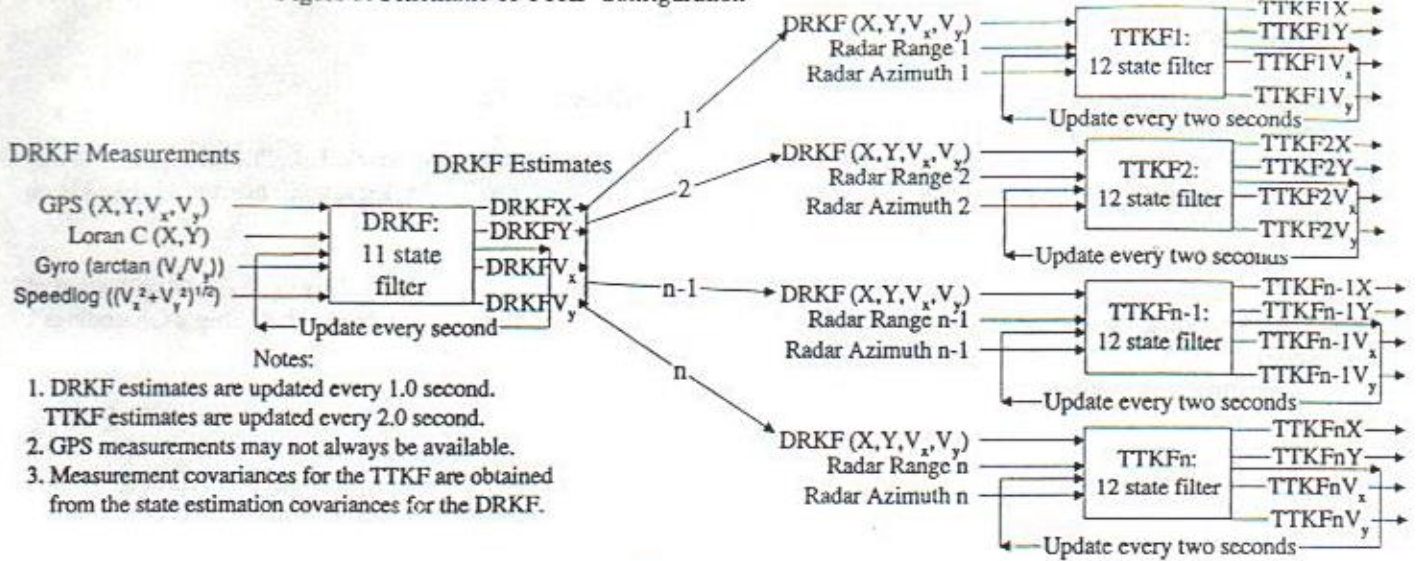 DRKF Measurements
GPS (X,Y,Vx,Vy)
Loran C (X,Y)
Gyro (arctan (Vx/Vy))
Speedlog ((Vx²+Vy²)^1/2)
DRKF:
11 state
filter
Update every second
DRKF Estimates
DRKFX
DRKFY
DRKFVx
DRKFVy
1
2
n-1
n
Notes:
1. DRKF estimates are updated every 1.0 second.
TTKF estimates are updated every 2.0 second.
2. GPS measurements may not always be available.
3. Measurement covariances for the TTKF are obtained
from the state estimation covariances for the DRKF.
DRKF (X,Y,Vx,Vy)
Radar Range 1
Radar Azimuth 1
TTKF1:
12 state filter
TTKF1X
TTKF1Y
TTKF1Vx
TTKF1Vy
Update every two seconds
DRKF (X,Y,Vx,Vy)
Radar Range 2
Radar Azimuth 2
TTKF2:
12 state filter
TTKF2X
TTKF2Y
TTKF2Vx
TTKF2Vy
Update every two seconds
DRKF (X,Y,Vx,Vy)
Radar Range n-1
Radar Azimuth n-1
TTKFn-1:
12 state filter
TTKFn-1X
TTKFn-1Y
TTKFn-1Vx
TTKFn-1Vy
Update every two seconds
DRKF (X,Y,Vx,Vy)
Radar Range n
Radar Azimuth n
TTKFn:
12 state filter
TTKFnX
TTKFnY
TTKFnVx
TTKFnVy
Update every two seconds